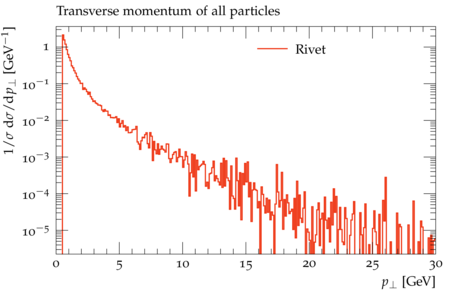 Transverse momentum of all particles
1/σ dσ/dp⊥ [GeV⁻¹]
Rivet
1
10⁻¹
10⁻²
10⁻³
10⁻⁴
10⁻⁵
0 5 10 15 20 25 30
p⊥ [GeV]